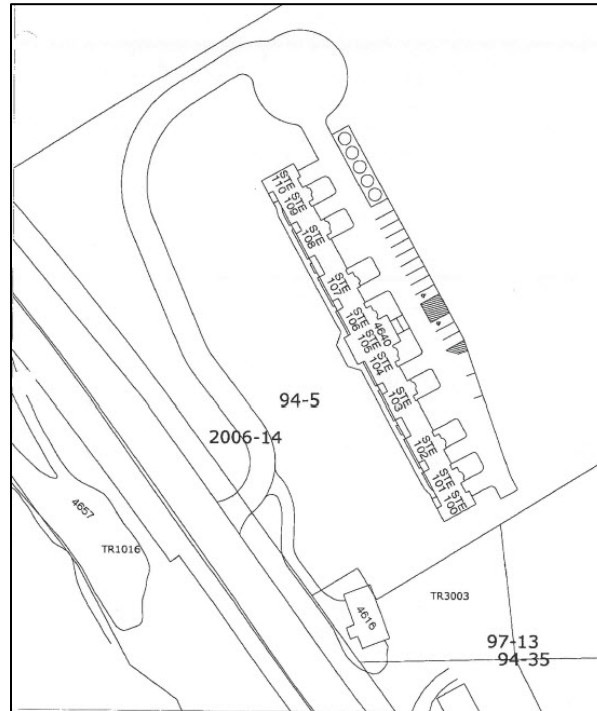 STE
110
STE
109
STE
108
STE
107
STE
106
STE
105
4640
STE
104
STE
103
STE
102
STE
101
STE
100
94-5
2006-14
4657
TR1016
4616
TR3003
97-13
94-35